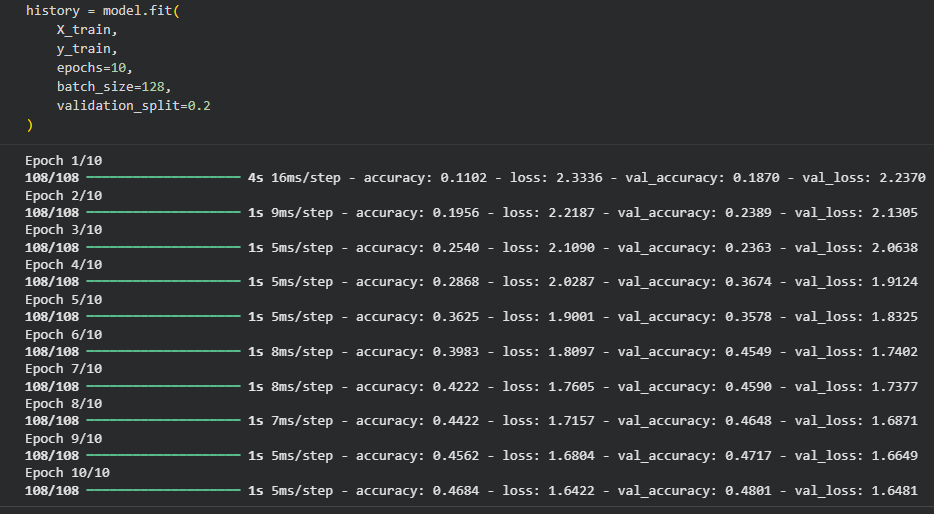 history = model.fit(
    X_train,
    y_train,
    epochs=10,
    batch_size=128,
    validation_split=0.2
)
Epoch 1/10
108/108 ━━━━━━━━━━━━━━━━━━━━ 4s 16ms/step - accuracy: 0.1102 - loss: 2.3336 - val_accuracy: 0.1870 - val_loss: 2.2370
Epoch 2/10
108/108 ━━━━━━━━━━━━━━━━━━━━ 1s 9ms/step - accuracy: 0.1956 - loss: 2.2187 - val_accuracy: 0.2389 - val_loss: 2.1305
Epoch 3/10
108/108 ━━━━━━━━━━━━━━━━━━━━ 1s 5ms/step - accuracy: 0.2540 - loss: 2.1090 - val_accuracy: 0.2363 - val_loss: 2.0638
Epoch 4/10
108/108 ━━━━━━━━━━━━━━━━━━━━ 1s 5ms/step - accuracy: 0.2868 - loss: 2.0287 - val_accuracy: 0.3674 - val_loss: 1.9124
Epoch 5/10
108/108 ━━━━━━━━━━━━━━━━━━━━ 1s 5ms/step - accuracy: 0.3625 - loss: 1.9001 - val_accuracy: 0.3578 - val_loss: 1.8325
Epoch 6/10
108/108 ━━━━━━━━━━━━━━━━━━━━ 1s 8ms/step - accuracy: 0.3983 - loss: 1.8097 - val_accuracy: 0.4549 - val_loss: 1.7402
Epoch 7/10
108/108 ━━━━━━━━━━━━━━━━━━━━ 1s 8ms/step - accuracy: 0.4222 - loss: 1.7605 - val_accuracy: 0.4590 - val_loss: 1.7377
Epoch 8/10
108/108 ━━━━━━━━━━━━━━━━━━━━ 1s 7ms/step - accuracy: 0.4422 - loss: 1.7157 - val_accuracy: 0.4648 - val_loss: 1.6871
Epoch 9/10
108/108 ━━━━━━━━━━━━━━━━━━━━ 1s 5ms/step - accuracy: 0.4562 - loss: 1.6804 - val_accuracy: 0.4717 - val_loss: 1.6649
Epoch 10/10
108/108 ━━━━━━━━━━━━━━━━━━━━ 1s 5ms/step - accuracy: 0.4684 - loss: 1.6422 - val_accuracy: 0.4801 - val_loss: 1.6481